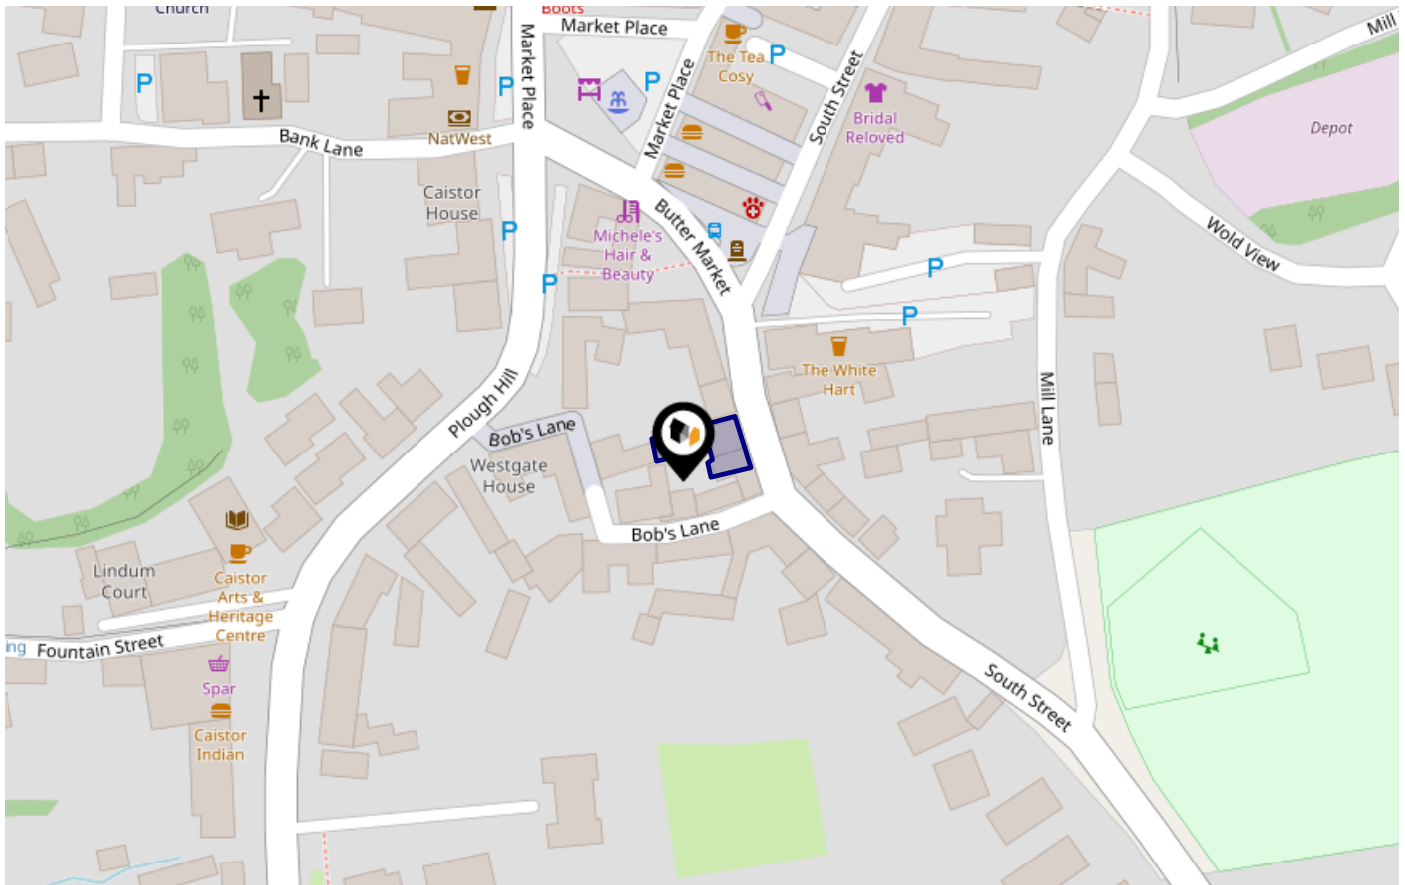 Church
Boots
Market Place
Market Place
The Tea
Cosy
P
P
P
P
Market Place
South Street
Bridal
Reloved
Mill
Depot
NatWest
Bank Lane
Caistor
House
P
Michele's
Hair &
Beauty
Butter Market
Wold View
P
P
P
The White
Hart
Plough Hill
Mill Lane
Bob's Lane
Westgate
House
Bob's Lane
Lindum
Court
Caistor
Arts &
Heritage
Centre
ing
Fountain Street
Spar
Caistor
Indian
South Street